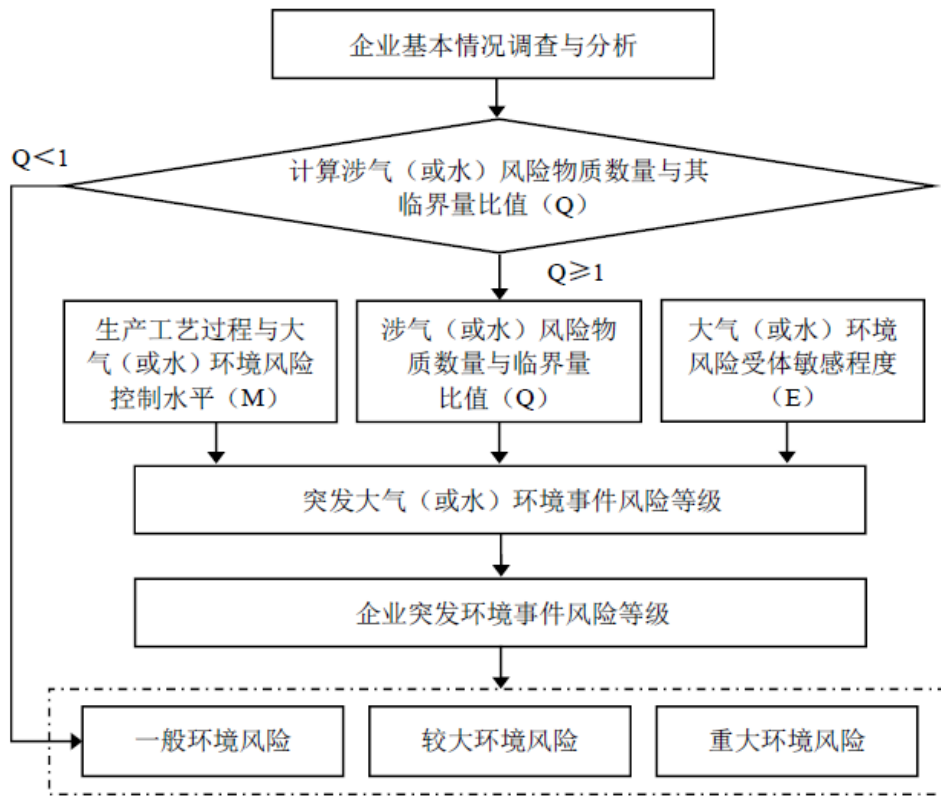 企业基本情况调查与分析
Q＜1
计算涉气（或水）风险物质数量与其
临界量比值（Q）
Q≥1
生产工艺过程与大
气（或水）环境风险
控制水平（M）
涉气（或水）风险物
质数量与临界量
比值（Q）
大气（或水）环境
风险受体敏感程度
（E）
突发大气（或水）环境事件风险等级
企业突发环境事件风险等级
一般环境风险
较大环境风险
重大环境风险